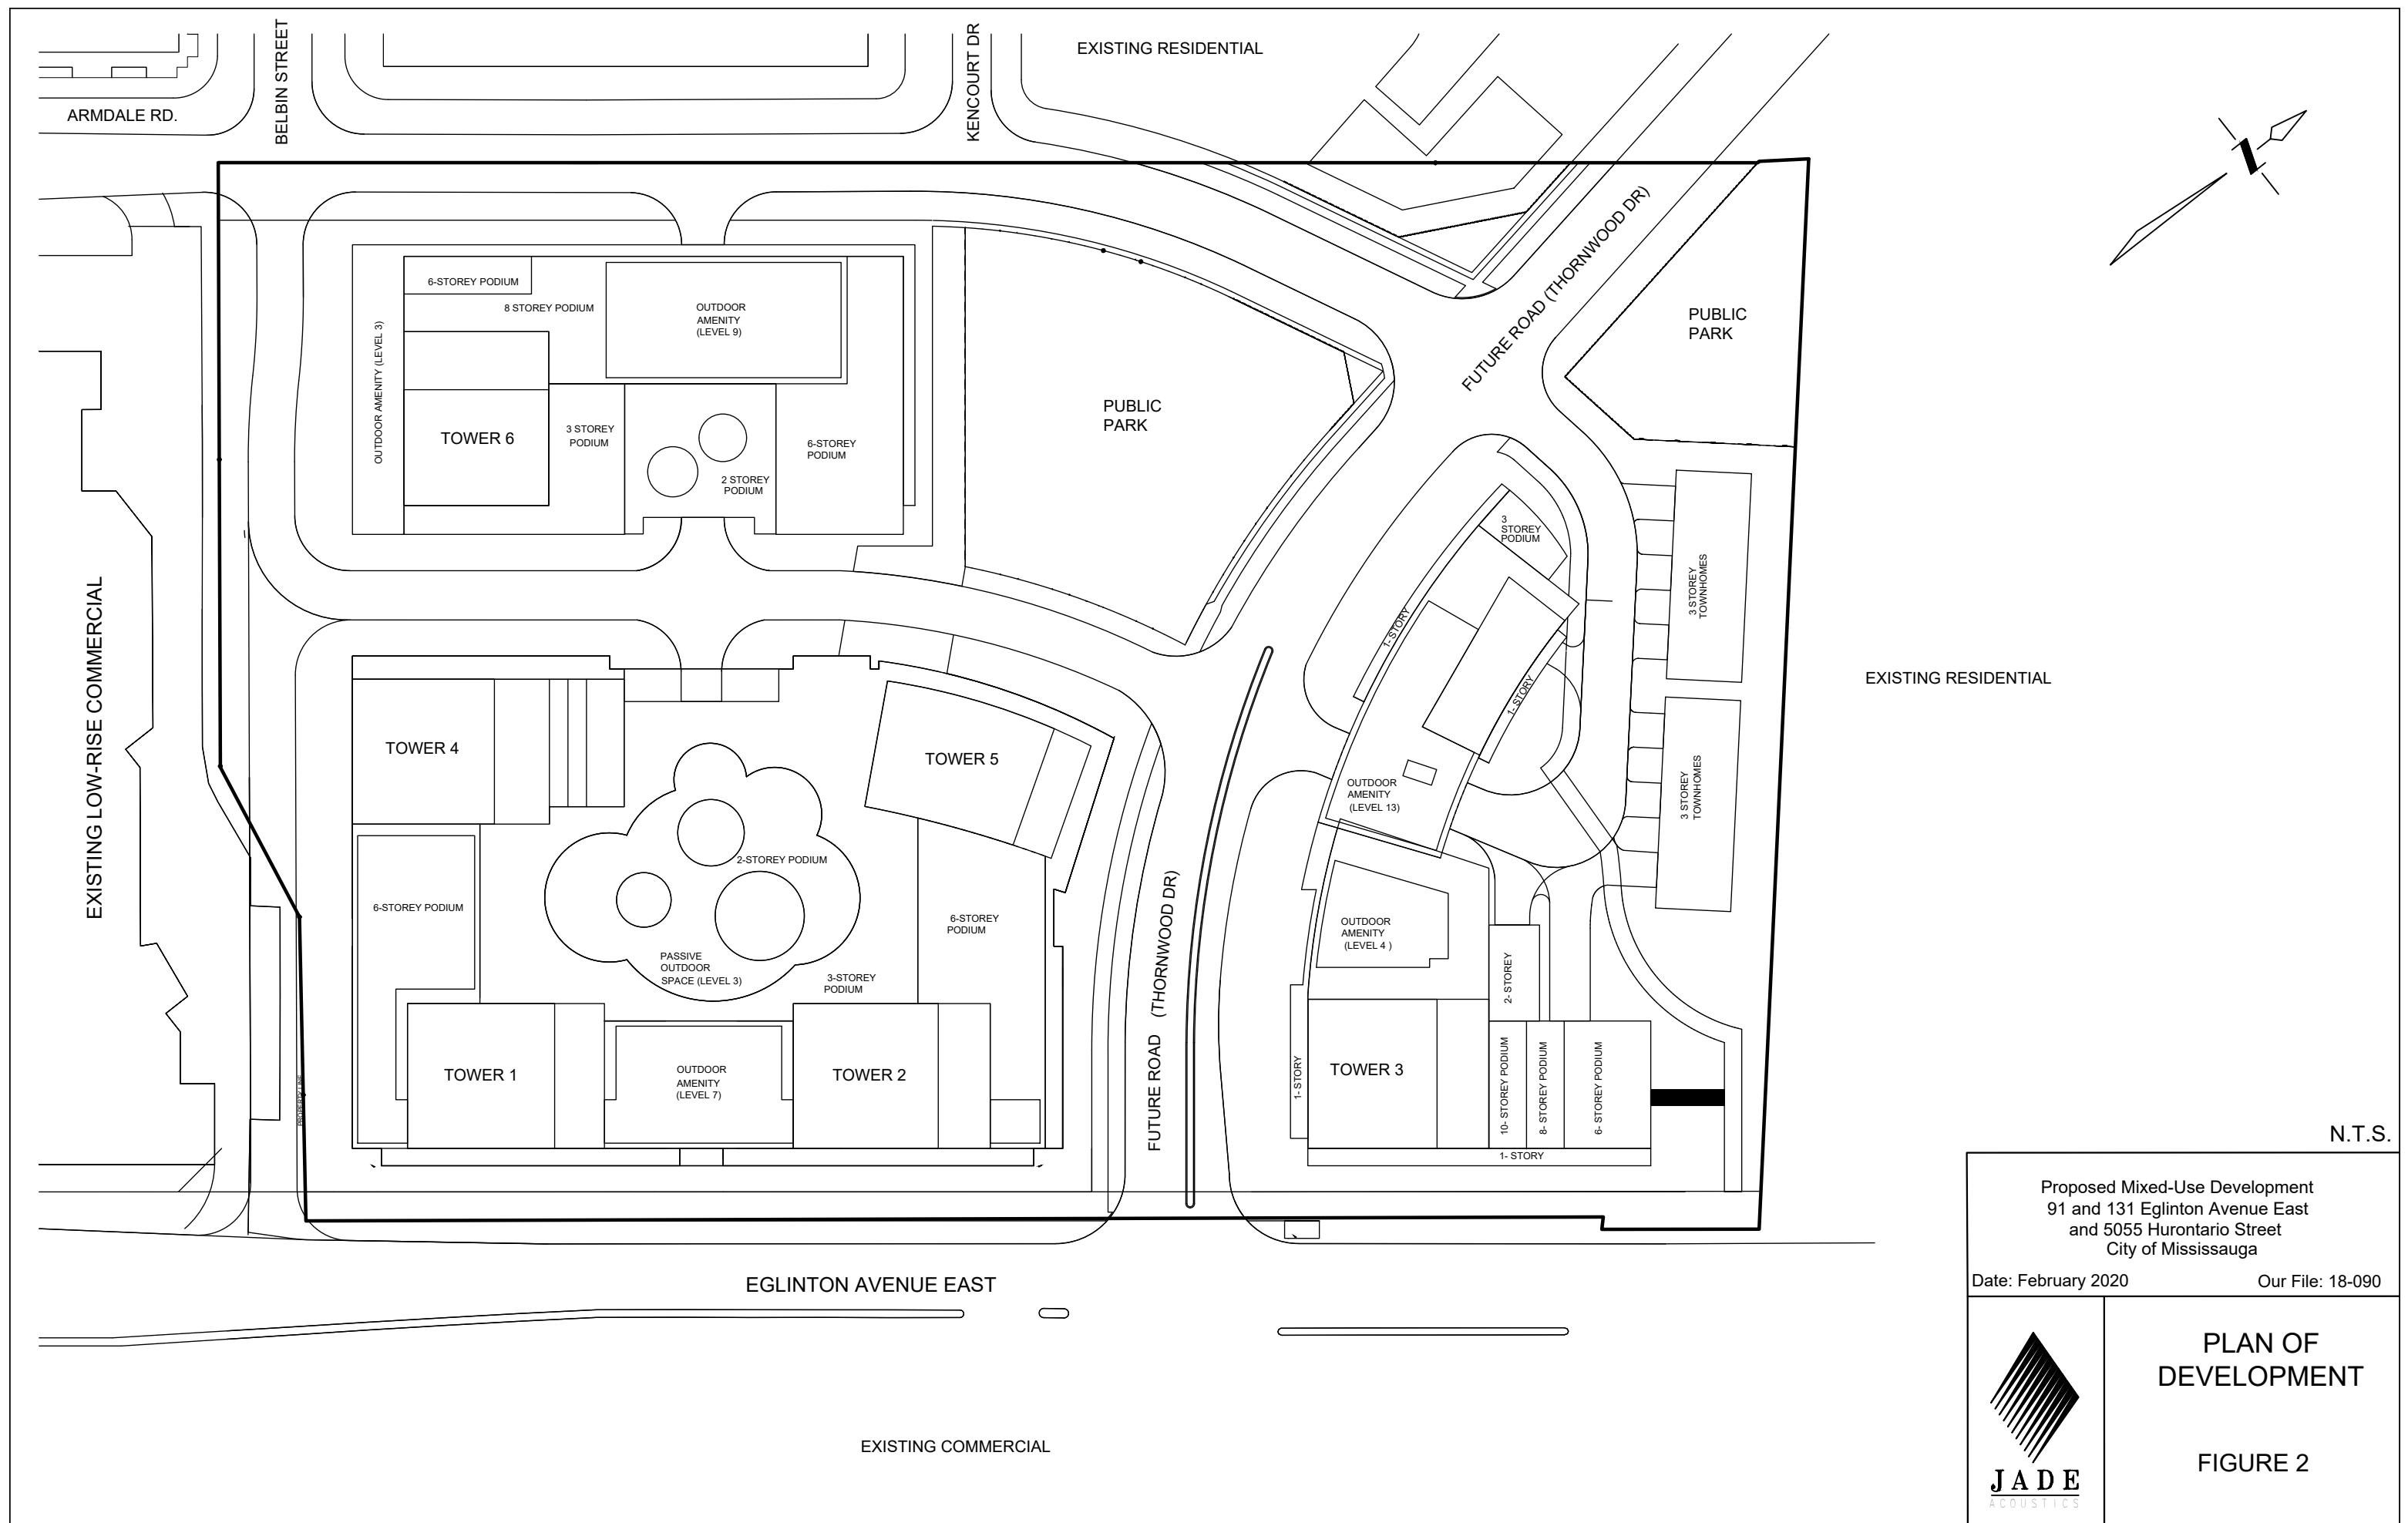 BELBIN STREET
KENCOURT DR
EXISTING RESIDENTIAL
ARMDALE RD.
FUTURE ROAD (THORNWOOD DR)
6-STOREY PODIUM
8 STOREY PODIUM
OUTDOOR
AMENITY
(LEVEL 9)
OUTDOOR AMENITY (LEVEL 3)
PUBLIC
PARK
PUBLIC
PARK
TOWER 6
3 STOREY
PODIUM
6-STOREY
PODIUM
2 STOREY
PODIUM
3
STOREY
PODIUM
3 STOREY
TOWNHOMES
1- STORY
1- STORY
EXISTING RESIDENTIAL
EXISTING LOW-RISE COMMERCIAL
TOWER 4
TOWER 5
OUTDOOR
AMENITY
(LEVEL 13)
3 STOREY
TOWNHOMES
2-STOREY PODIUM
6-STOREY PODIUM
6-STOREY
PODIUM
OUTDOOR
AMENITY
(LEVEL 4 )
PASSIVE
OUTDOOR
SPACE (LEVEL 3)
3-STOREY
PODIUM
2- STOREY
FUTURE ROAD (THORNWOOD DR)
PROPERTY LINE
TOWER 1
OUTDOOR
AMENITY
(LEVEL 7)
TOWER 2
1- STORY
TOWER 3
10- STOREY PODIUM
8- STOREY PODIUM
6- STOREY PODIUM
1- STORY
N.T.S.
EGLINTON AVENUE EAST
EXISTING COMMERCIAL
Proposed Mixed-Use Development
91 and 131 Eglinton Avenue East
and 5055 Hurontario Street
City of Mississauga
Date: February 2020 Our File: 18-090
PLAN OF
DEVELOPMENT
FIGURE 2
JADE
ACOUSTICS